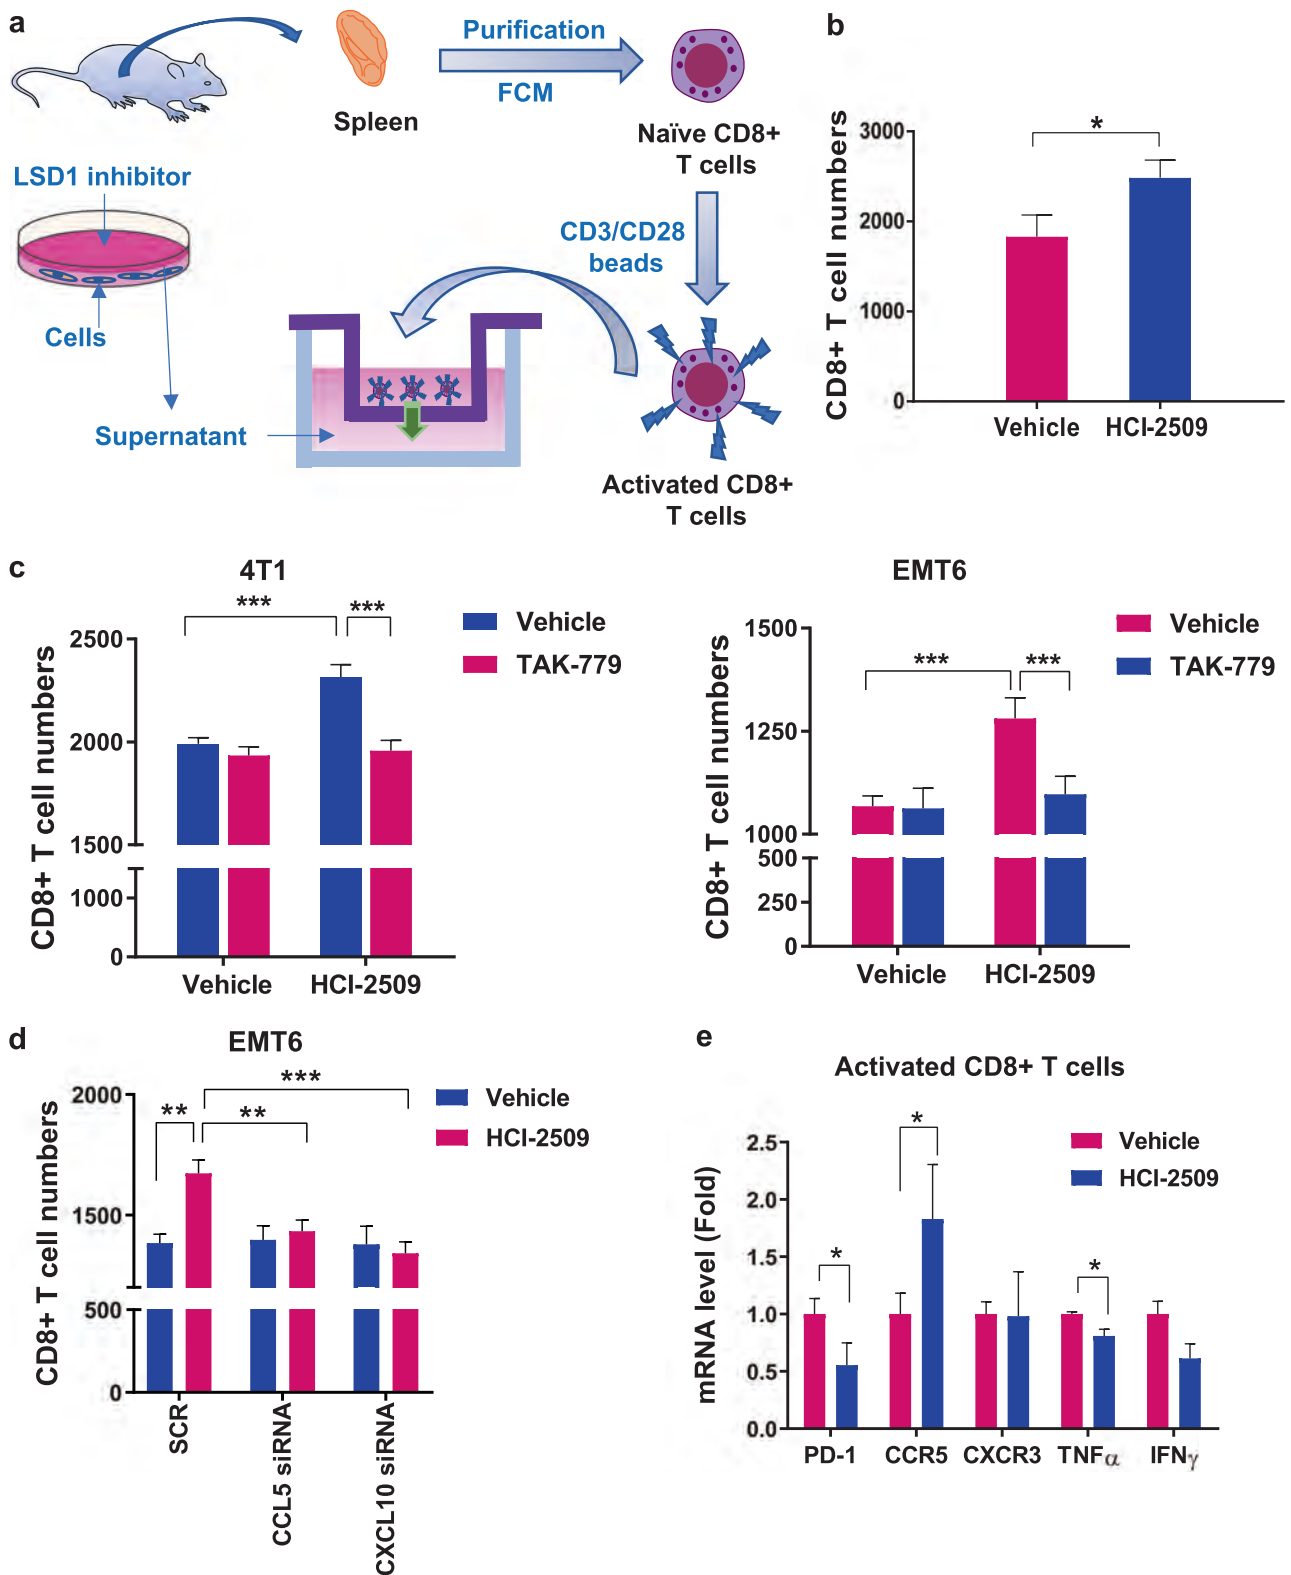 a
Purification
FCM
Spleen
Naïve CD8+
T cells
LSD1 inhibitor
CD3/CD28
beads
Cells
Supernatant
Activated CD8+
T cells
b
CD8+ T cell numbers
3000
2000
1000
0
*
Vehicle
HCI-2509
c
4T1
CD8+ T cell numbers
2500
2000
1500
1000
0
***
***
Vehicle
TAK-779
Vehicle
HCI-2509
EMT6
CD8+ T cell numbers
1500
1250
1000
500
250
0
***
***
Vehicle
TAK-779
Vehicle
HCI-2509
d
EMT6
CD8+ T cell numbers
2000
1500
500
0
***
**
**
Vehicle
HCI-2509
SCR
CCL5 siRNA
CXCL10 siRNA
e
Activated CD8+ T cells
mRNA level (Fold)
2.5
2.0
1.5
1.0
0.5
0.0
*
*
*
Vehicle
HCI-2509
PD-1
CCR5
CXCR3
TNFα
IFNγ